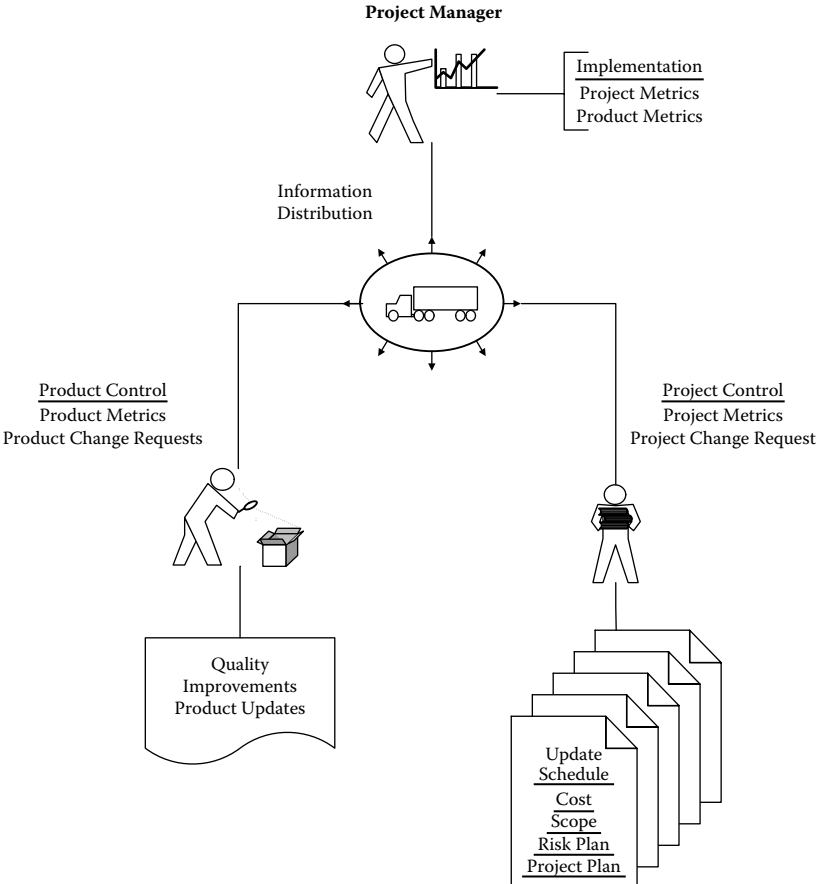 Project Manager
Implementation
Project Metrics
Product Metrics
Information
Distribution
Product Control
Product Metrics
Product Change Requests
Project Control
Project Metrics
Project Change Request
Quality
Improvements
Product Updates
Update
Schedule
Cost
Scope
Risk Plan
Project Plan